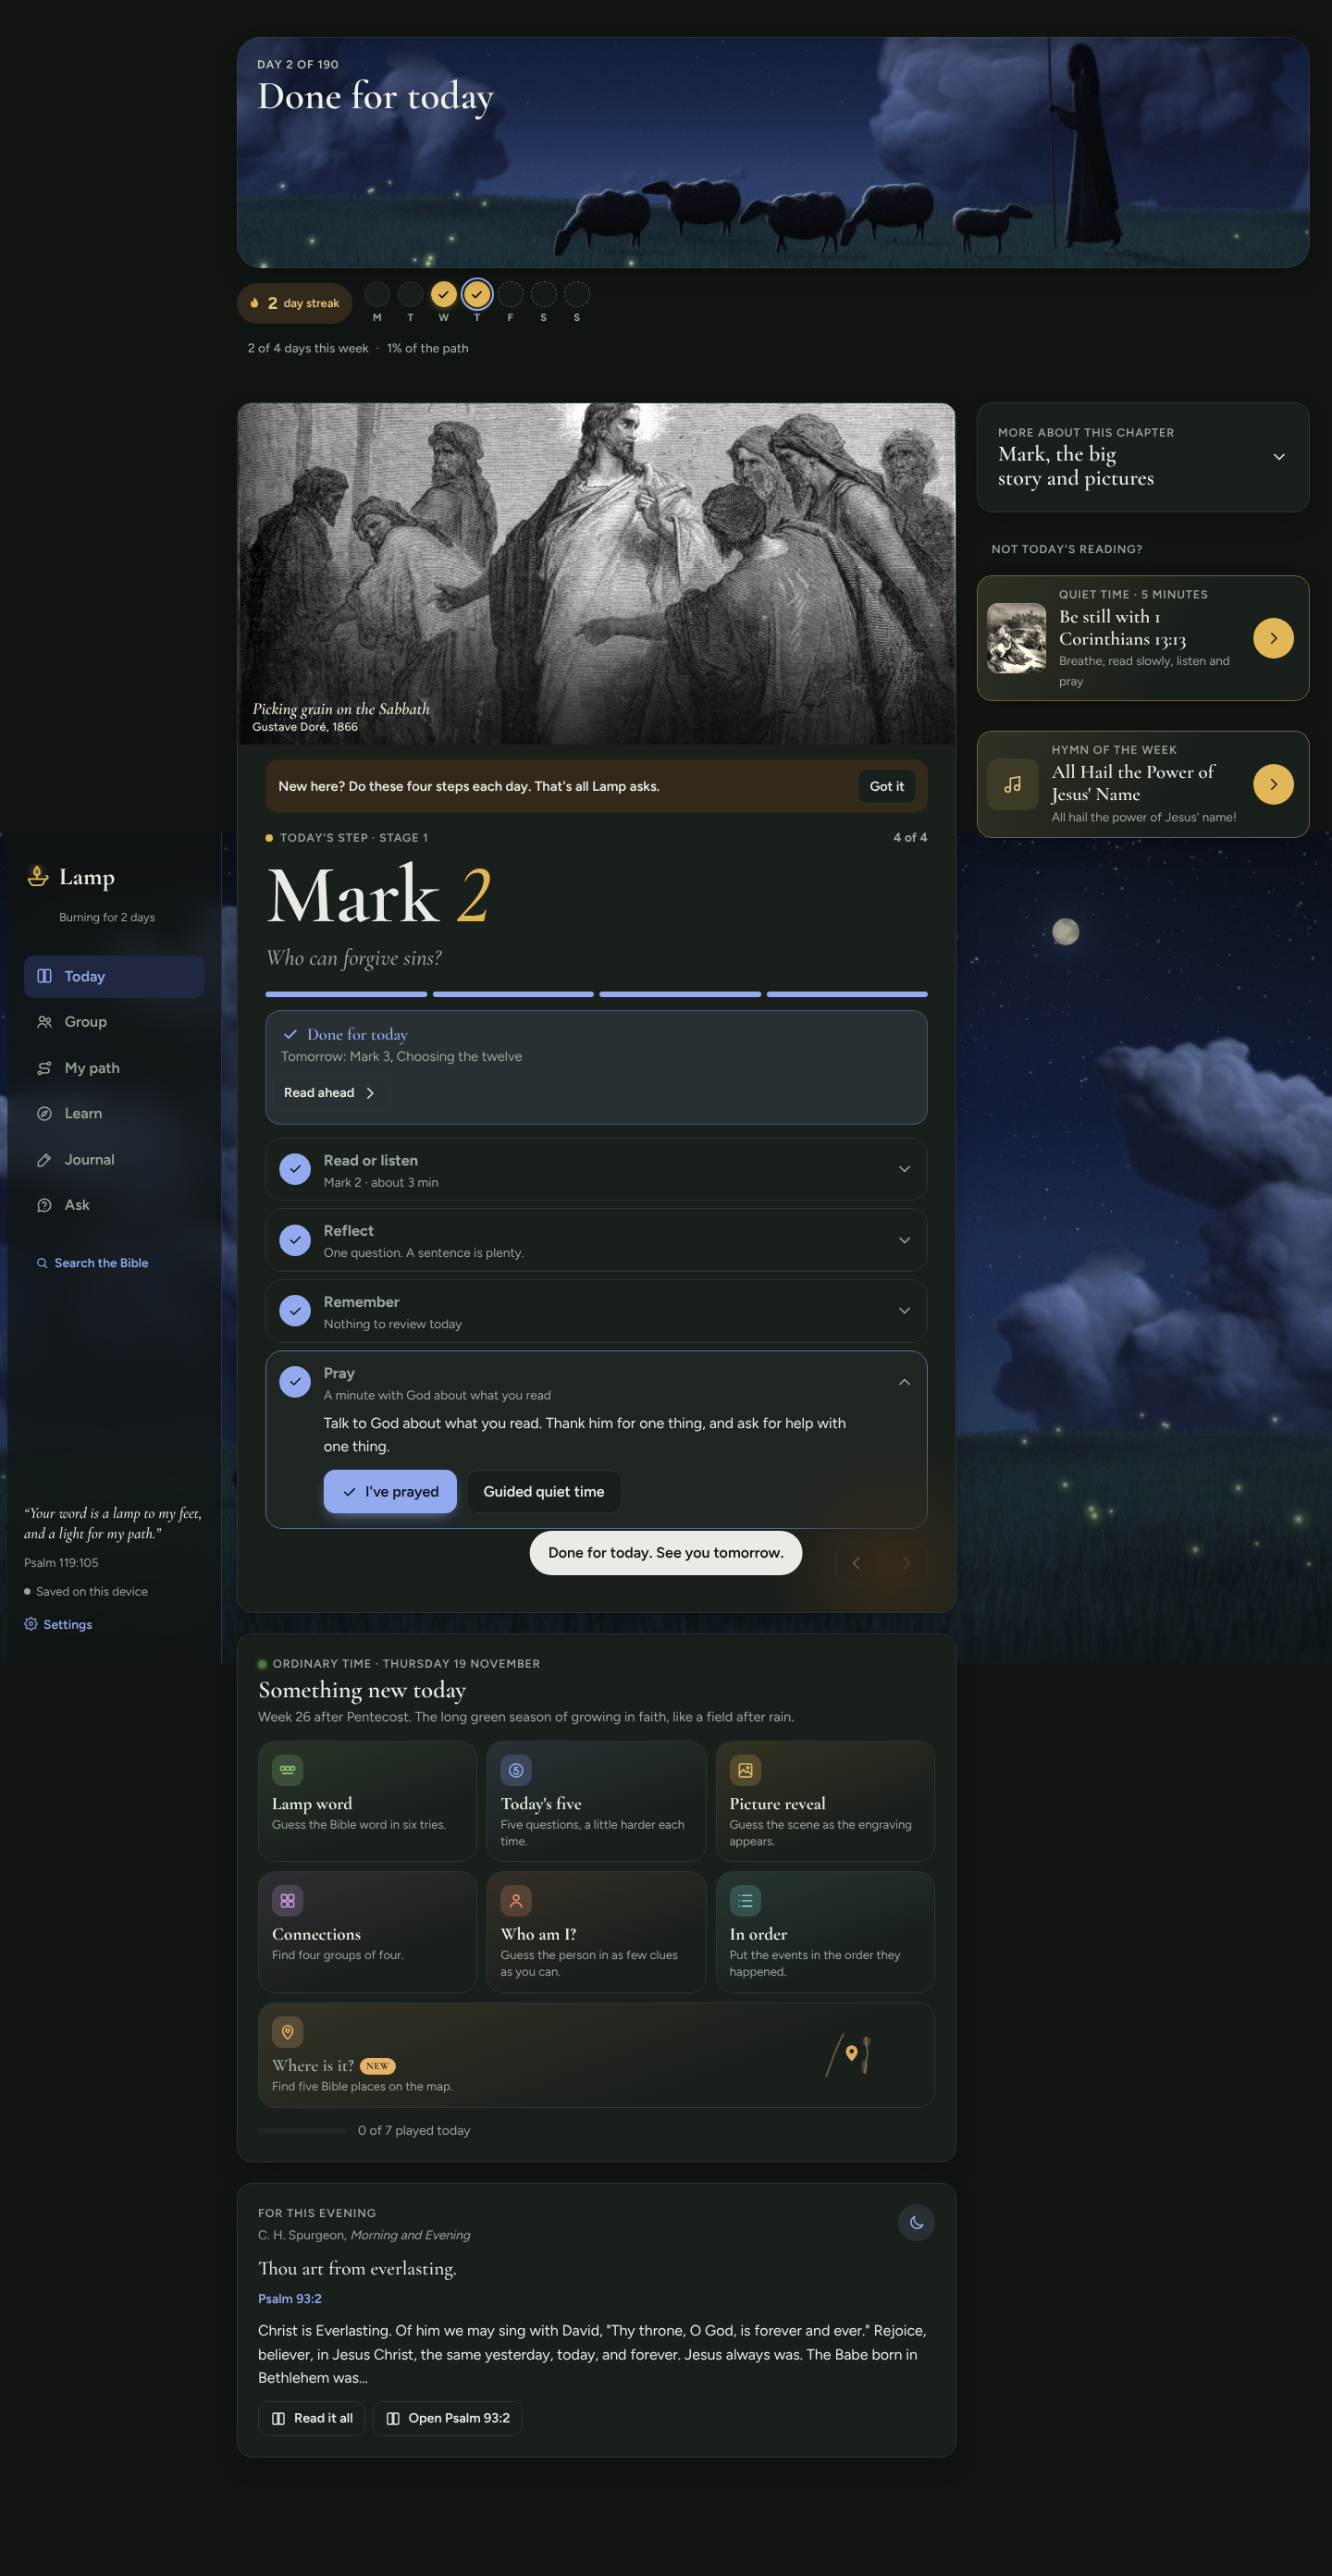 DAY 2 OF 190
Done for today
2 day streak
M T W T F S S
2 of 4 days this week · 1% of the path
Picking grain on the Sabbath
Gustave Doré, 1866
New here? Do these four steps each day. That's all Lamp asks.
Got it
TODAY'S STEP · STAGE 1
4 of 4
Mark 2
Who can forgive sins?
Done for today
Tomorrow: Mark 3, Choosing the twelve
Read ahead
Read or listen
Mark 2 · about 3 min
Reflect
One question. A sentence is plenty.
Remember
Nothing to review today
Pray
A minute with God about what you read
Talk to God about what you read. Thank him for one thing, and ask for help with
one thing.
I've prayed
Guided quiet time
Done for today. See you tomorrow.
MORE ABOUT THIS CHAPTER
Mark, the big
story and pictures
NOT TODAY'S READING?
QUIET TIME · 5 MINUTES
Be still with 1
Corinthians 13:13
Breathe, read slowly, listen and
pray
HYMN OF THE WEEK
All Hail the Power of
Jesus' Name
All hail the power of Jesus' name!
Lamp
Burning for 2 days
Today
Group
My path
Learn
Journal
Ask
Search the Bible
“Your word is a lamp to my feet,
and a light for my path.”
Psalm 119:105
Saved on this device
Settings
ORDINARY TIME · THURSDAY 19 NOVEMBER
Something new today
Week 26 after Pentecost. The long green season of growing in faith, like a field after rain.
Lamp word
Guess the Bible word in six tries.
5
Today's five
Five questions, a little harder each
time.
Picture reveal
Guess the scene as the engraving
appears.
Connections
Find four groups of four.
Who am I?
Guess the person in as few clues
as you can.
In order
Put the events in the order they
happened.
Where is it? NEW
Find five Bible places on the map.
0 of 7 played today
FOR THIS EVENING
C. H. Spurgeon, Morning and Evening
Thou art from everlasting.
Psalm 93:2
Christ is Everlasting. Of him we may sing with David, "Thy throne, O God, is forever and ever." Rejoice,
believer, in Jesus Christ, the same yesterday, today, and forever. Jesus always was. The Babe born in
Bethlehem was...
Read it all
Open Psalm 93:2